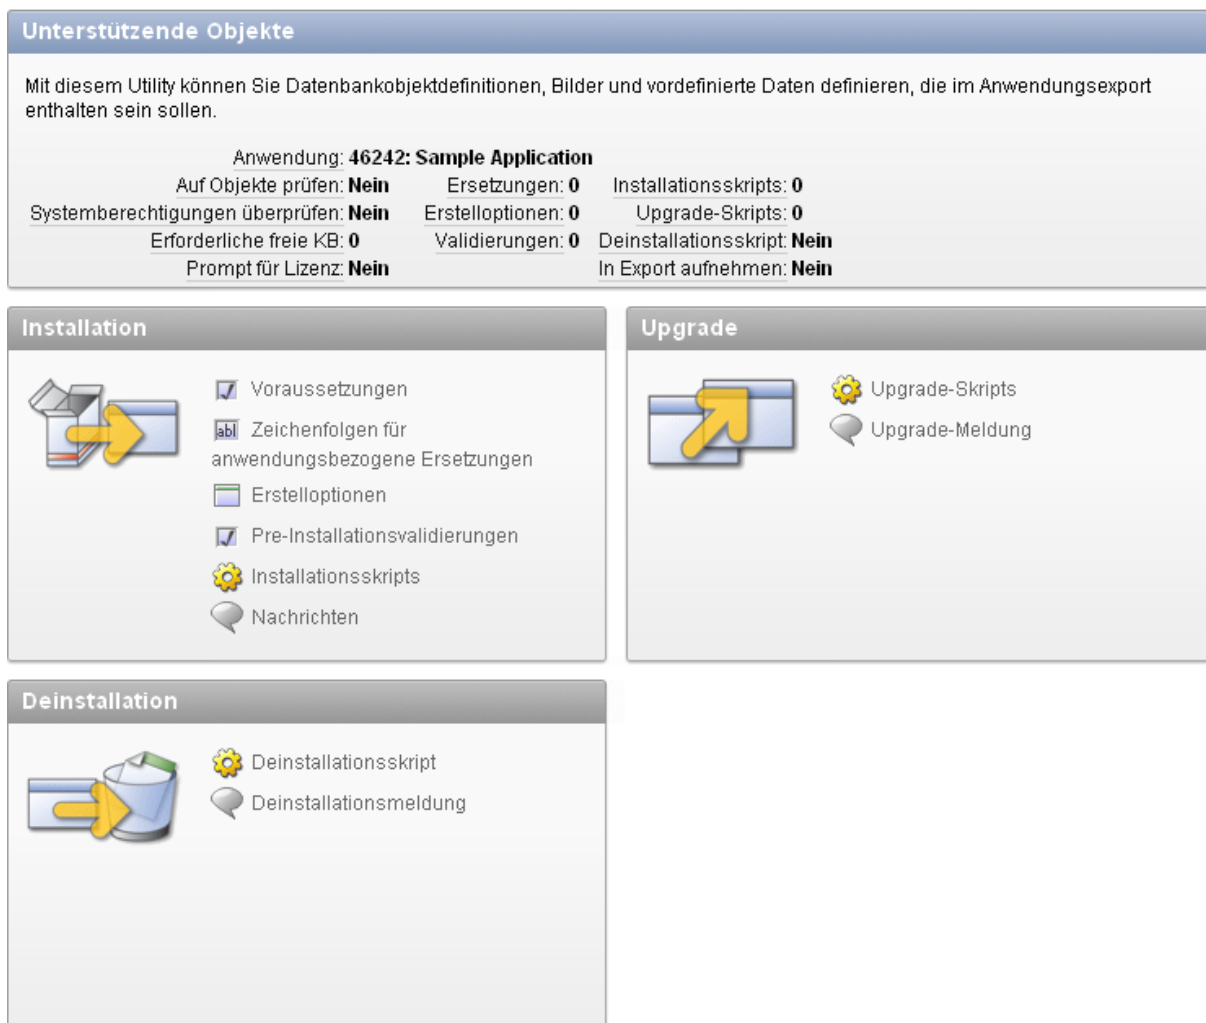 Unterstützende Objekte
Mit diesem Utility können Sie Datenbankobjektdefinitionen, Bilder und vordefinierte Daten definieren, die im Anwendungsexport
enthalten sein sollen.
Anwendung: 46242: Sample Application
Auf Objekte prüfen: Nein Ersetzungen: 0 Installationsskripts: 0
Systemberechtigungen überprüfen: Nein Erstelloptionen: 0 Upgrade-Skripts: 0
Erforderliche freie KB: 0 Validierungen: 0 Deinstallationsskript: Nein
Prompt für Lizenz: Nein In Export aufnehmen: Nein
Installation
Voraussetzungen
abl Zeichenfolgen für
anwendungsbezogene Ersetzungen
Erstelloptionen
Pre-Installationsvalidierungen
Installationsskripts
Nachrichten
Upgrade
Upgrade-Skripts
Upgrade-Meldung
Deinstallation
Deinstallationsskript
Deinstallationsmeldung